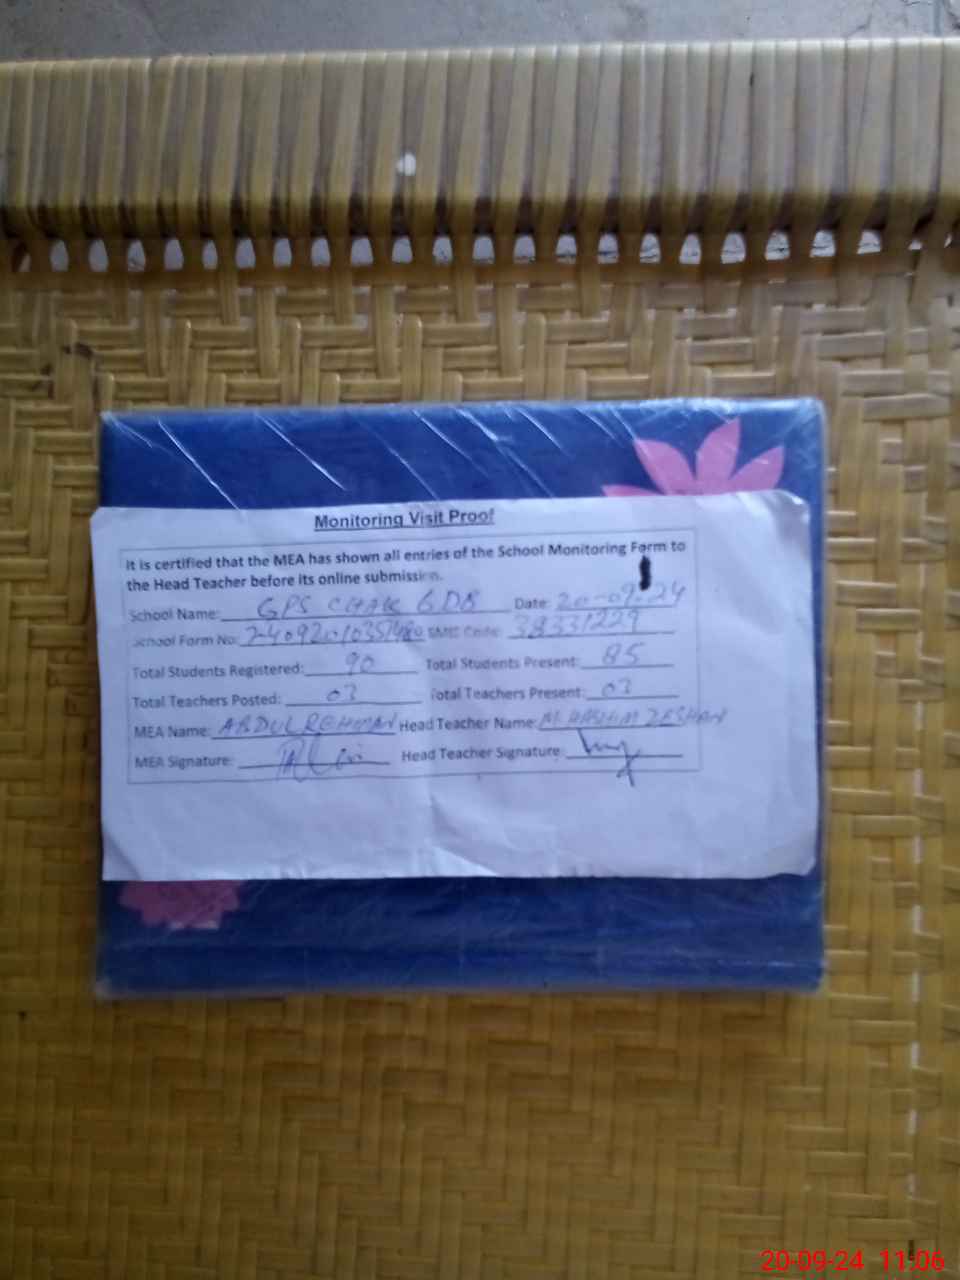 Monitoring Visit Proof
It is certified that the MEA has shown all entries of the School Monitoring Form to
the Head Teacher before its online submission.
School Name: GPS CHAK 6DB Date: 20-09-24
School Form No: EMIS Code: 38331229
Total Students Registered: 90 Total Students Present: 85
Total Teachers Posted: 03 Total Teachers Present: 03
MEA Name: ABDUL REHMAN Head Teacher Name: M. HASHIM ZESHAN
MEA Signature: Head Teacher Signature:
20-09-24 11:06